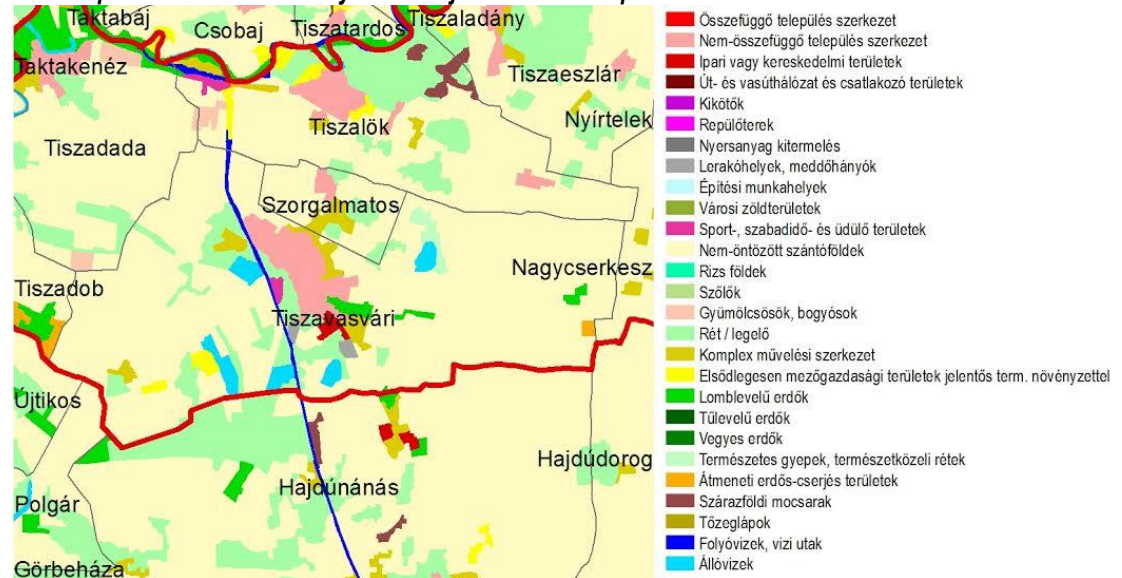 Taktabáj
Csobaj
Tiszatardos
Tiszaladány
Taktakenéz
Tiszaeszlár
Tiszadada
Tiszalök
Nyírtelek
Szorgalmatos
Tiszadob
Nagycserkesz
Tiszavasvári
Újtikos
Hajdúdorog
Hajdúnánás
Polgár
Görbeháza
Összefüggő település szerkezet
Nem-összefüggő település szerkezet
Ipari vagy kereskedelmi területek
Út- és vasúthálózat és csatlakozó területek
Kikötők
Repülőterek
Nyersanyag kitermelés
Lerakóhelyek, meddőhányók
Építési munkahelyek
Városi zöldterületek
Sport-, szabadidő- és üdülő területek
Nem-öntözött szántóföldek
Rizs földek
Szőlők
Gyümölcsösök, bogyósok
Rét / legelő
Komplex művelési szerkezet
Elsődlegesen mezőgazdasági területek jelentős term. növényzettel
Lomblevelű erdők
Tűlevelű erdők
Vegyes erdők
Természetes gyepek, természetközeli rétek
Átmeneti erdős-cserjés területek
Szárazföldi mocsarak
Tőzeglápok
Folyóvizek, vizi utak
Állóvizek